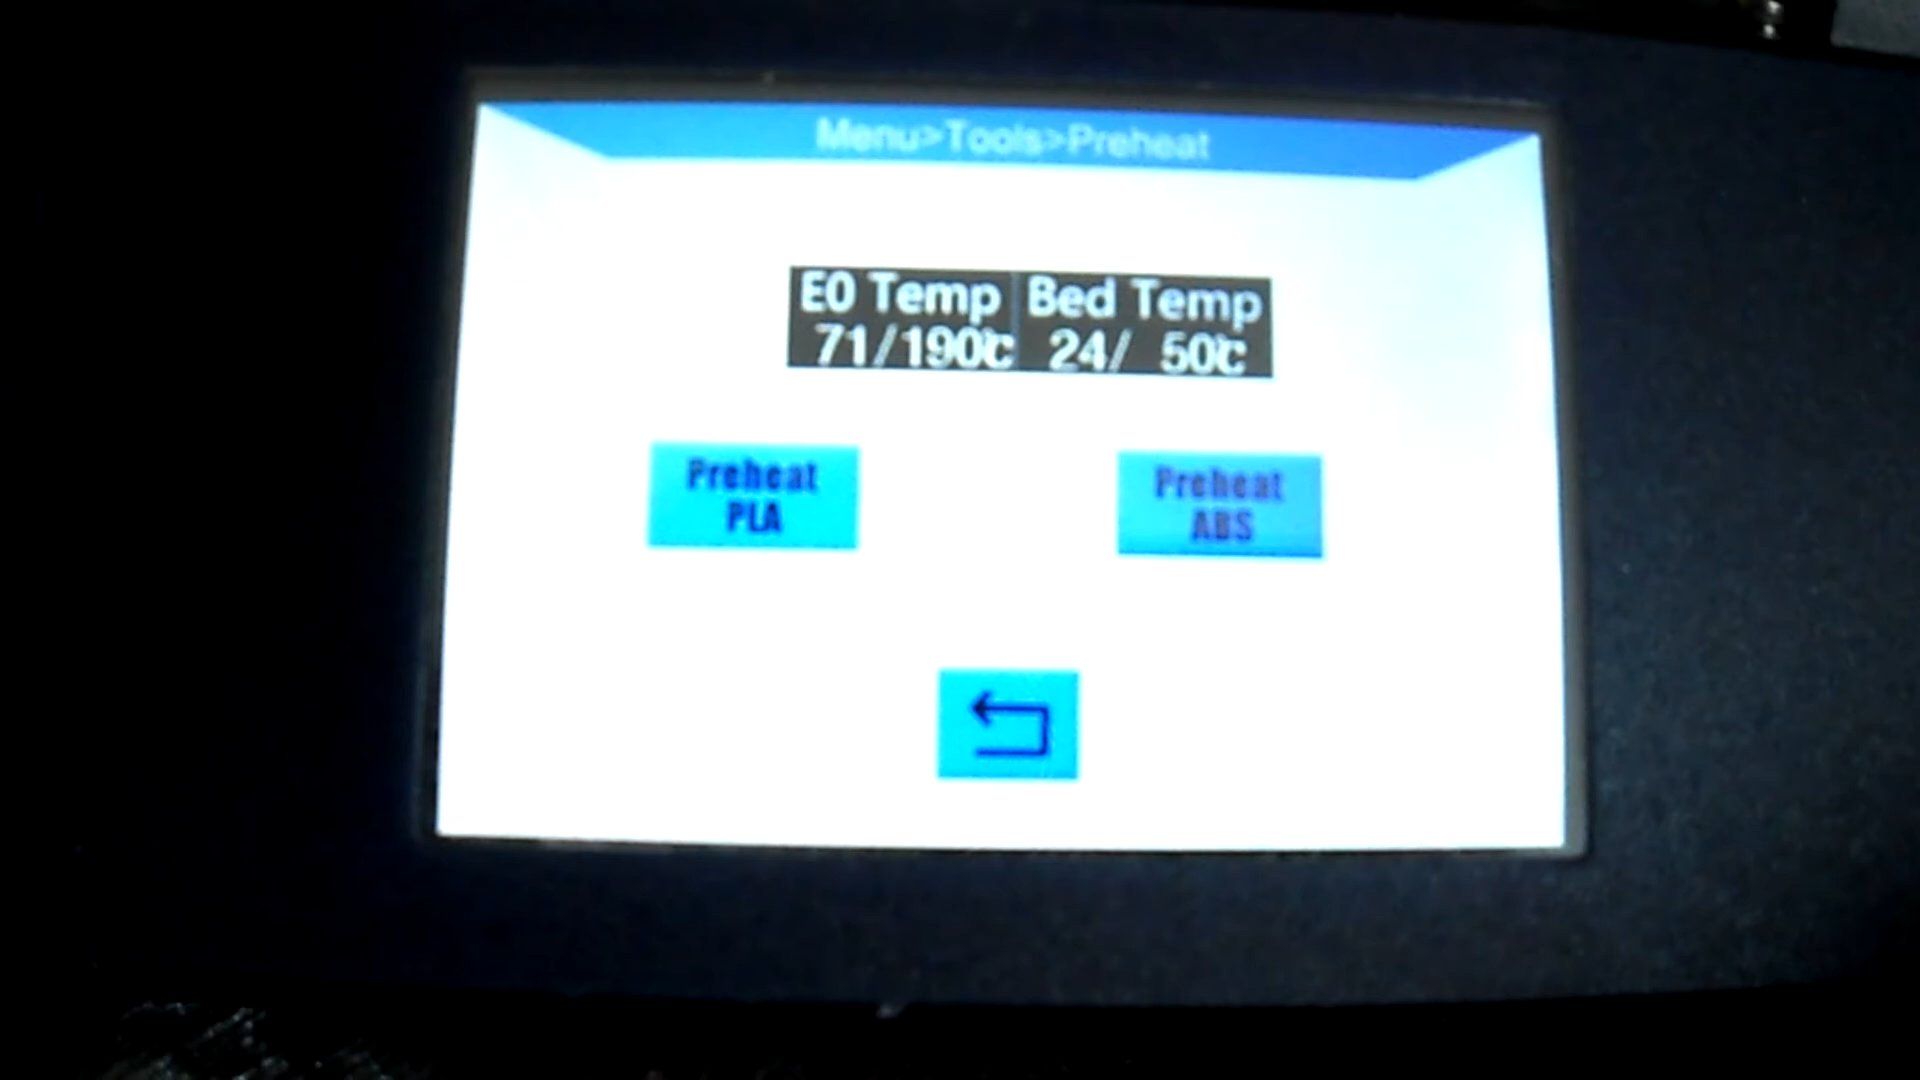 Menu>Tools>Preheat
E0 Temp Bed Temp
71/190℃ 24/ 50℃
Preheat
PLA
Preheat
ABS